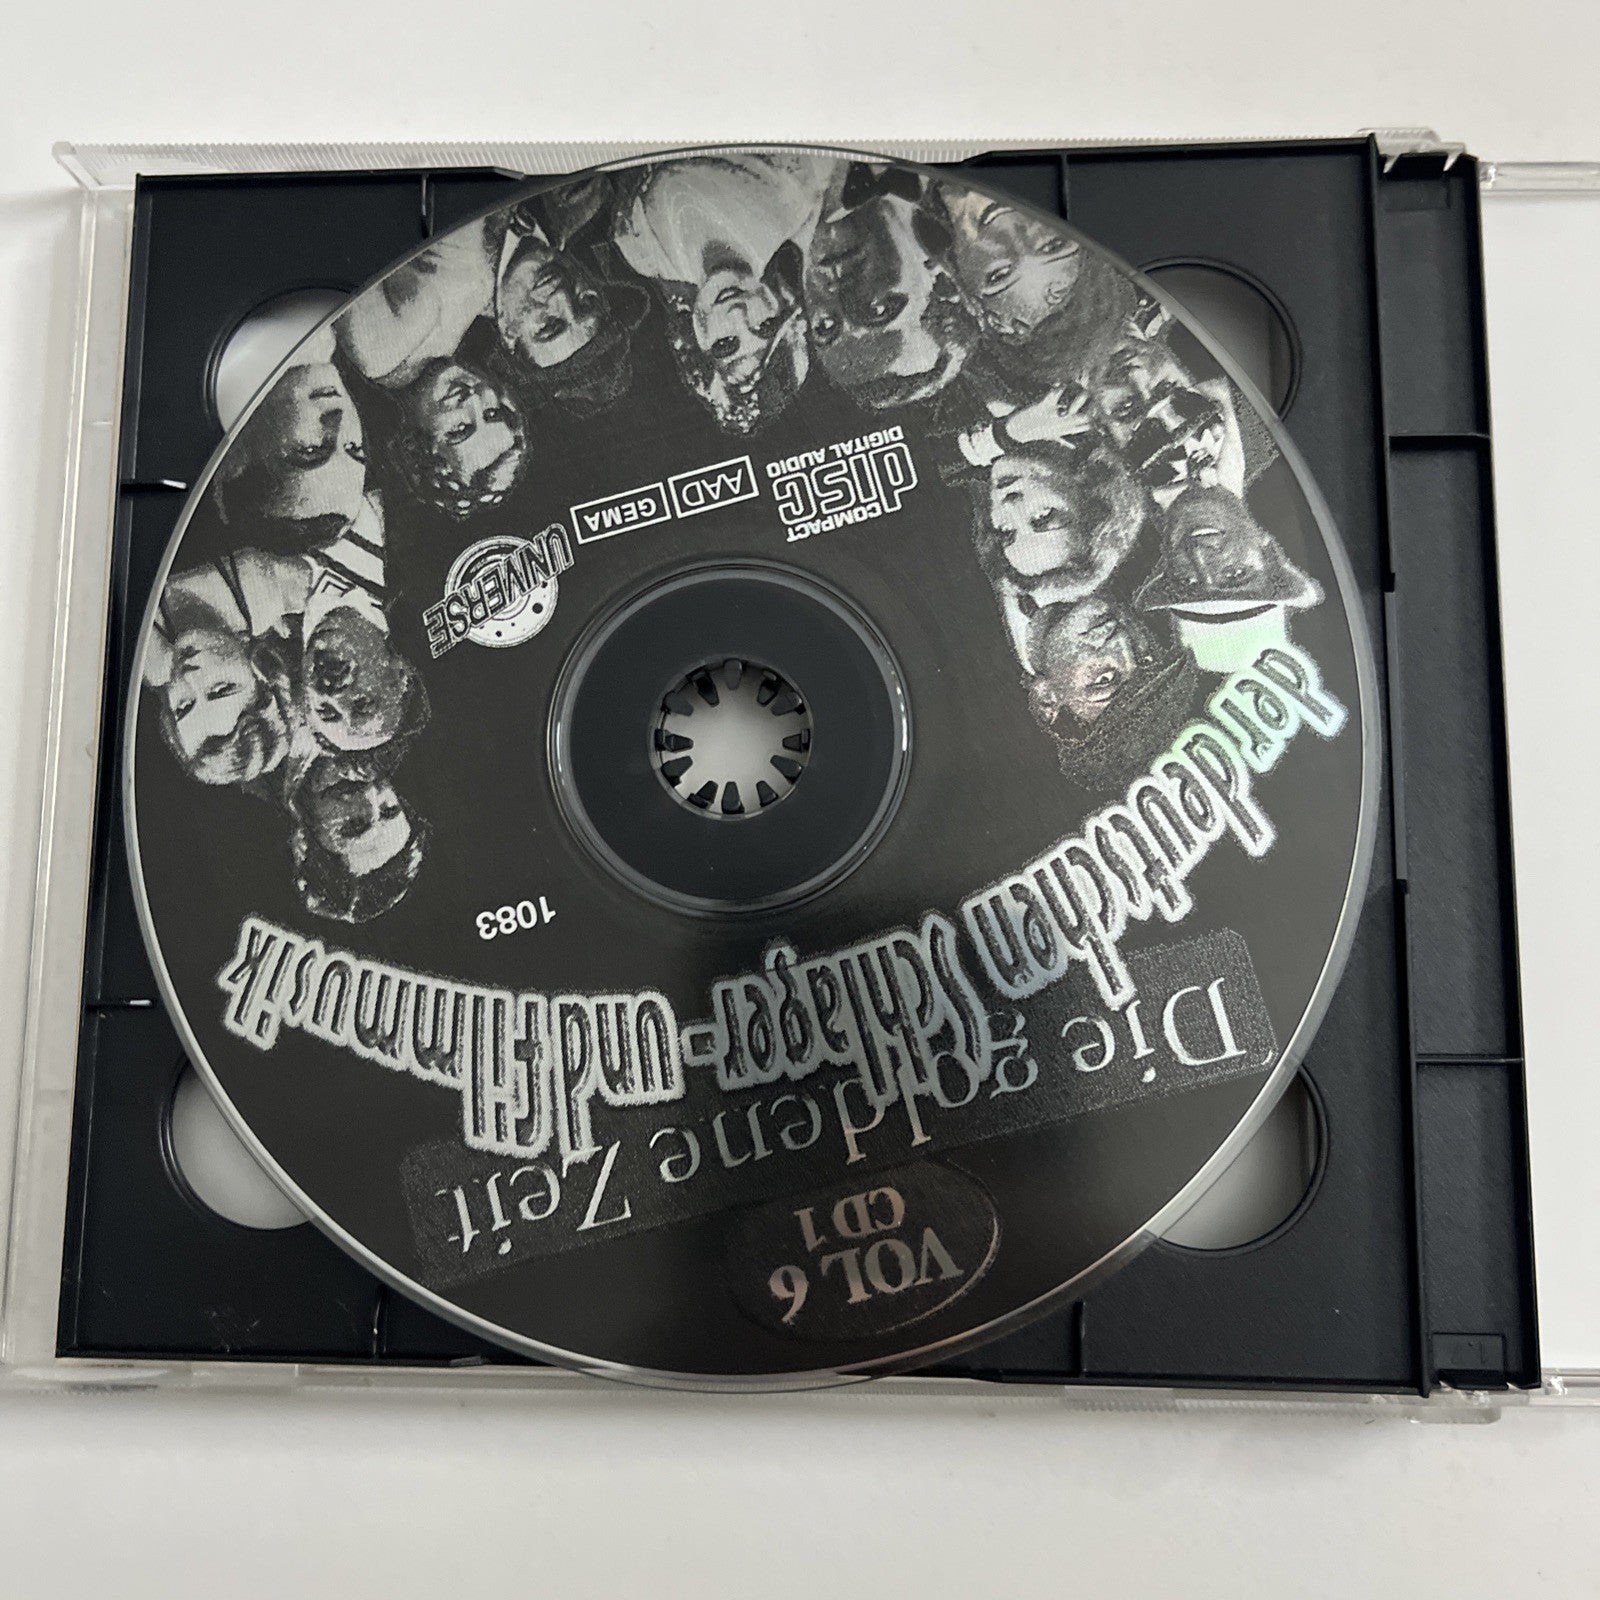 VOL 6
CD 1
Die goldene Zeit
der deutschen Schlager- und Filmmusik
1083
UNIVERSE
GEMA
AAD
COMPACT
disc
DIGITAL AUDIO